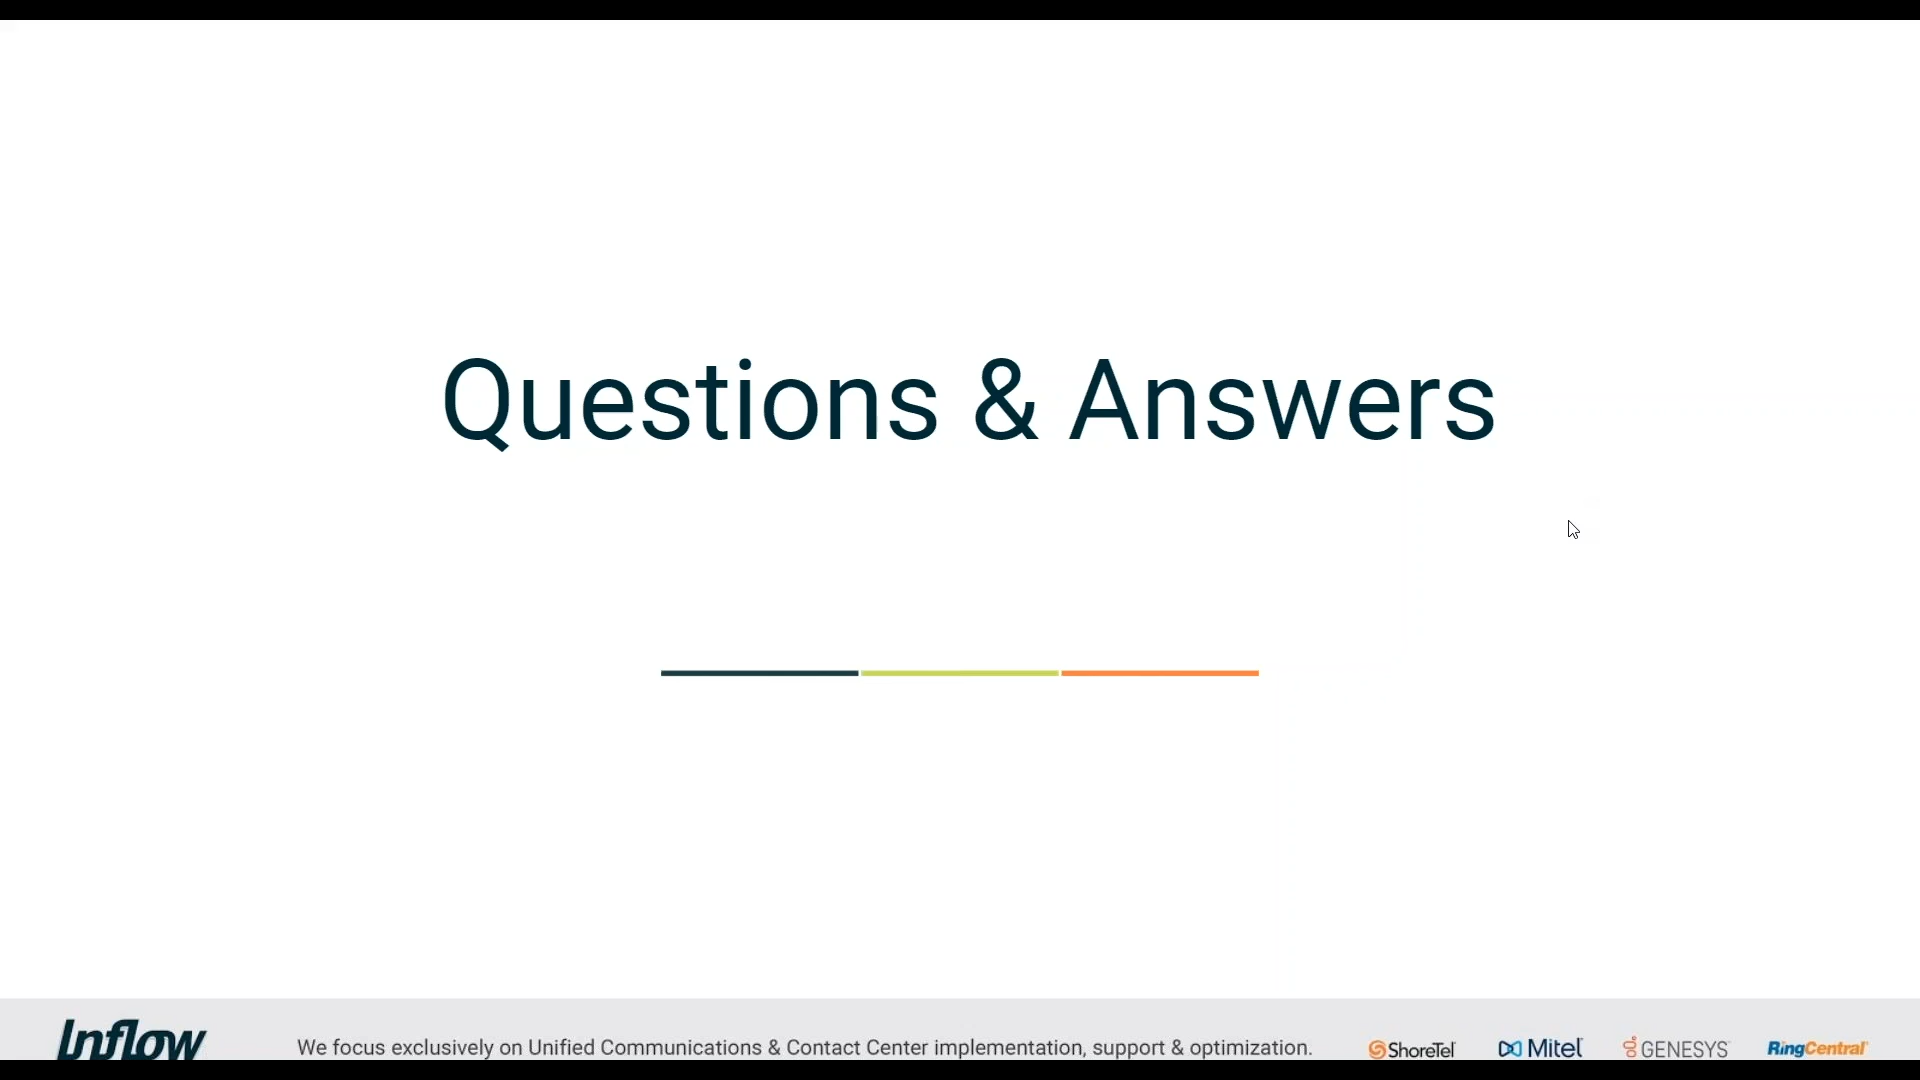 Questions & Answers
Inflow
We focus exclusively on Unified Communications & Contact Center implementation, support & optimization.
ShoreTel
Mitel
GENESYS
RingCentral